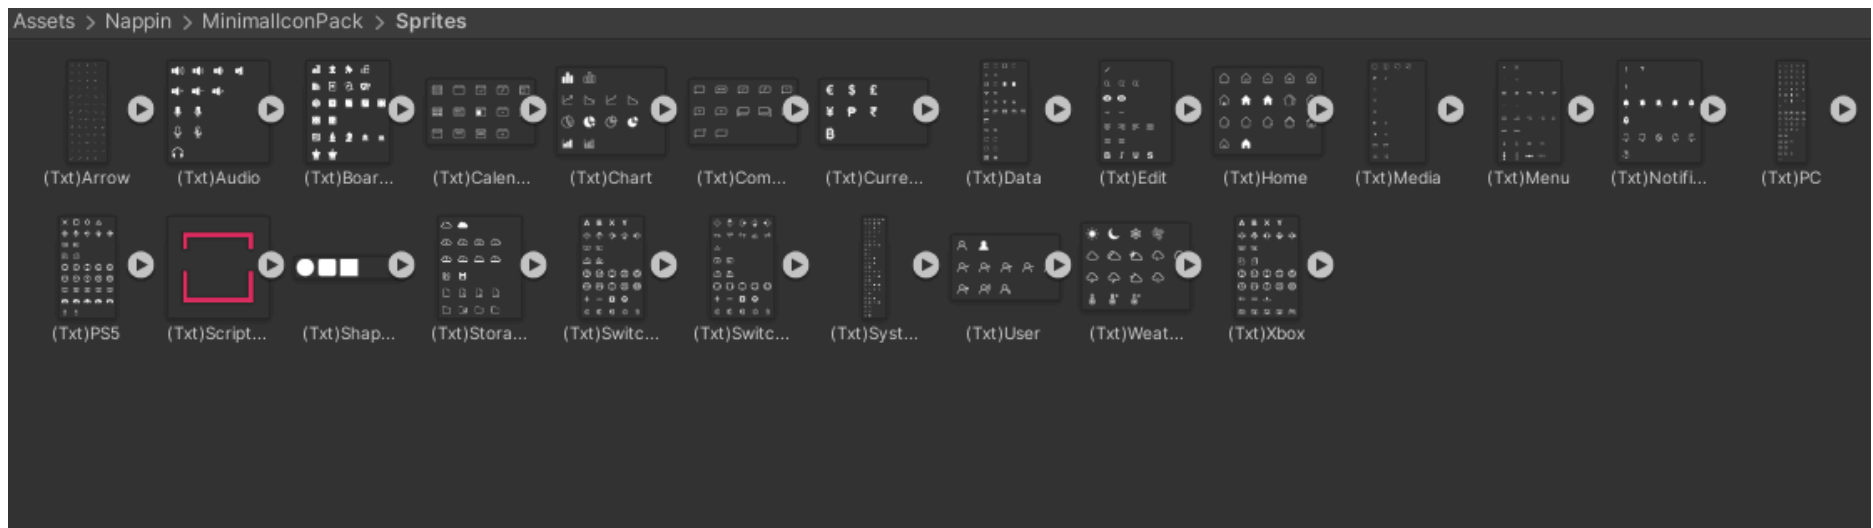 Assets > Nappin > MinimalIconPack > Sprites
(Txt)Arrow (Txt)Audio (Txt)Boar... (Txt)Calen... (Txt)Chart (Txt)Com... (Txt)Curre... (Txt)Data (Txt)Edit (Txt)Home (Txt)Media (Txt)Menu (Txt)Notifi... (Txt)PC
(Txt)PS5 (Txt)Script... (Txt)Shap... (Txt)Stora... (Txt)Switc... (Txt)Switc... (Txt)Syst... (Txt)User (Txt)Weat... (Txt)Xbox